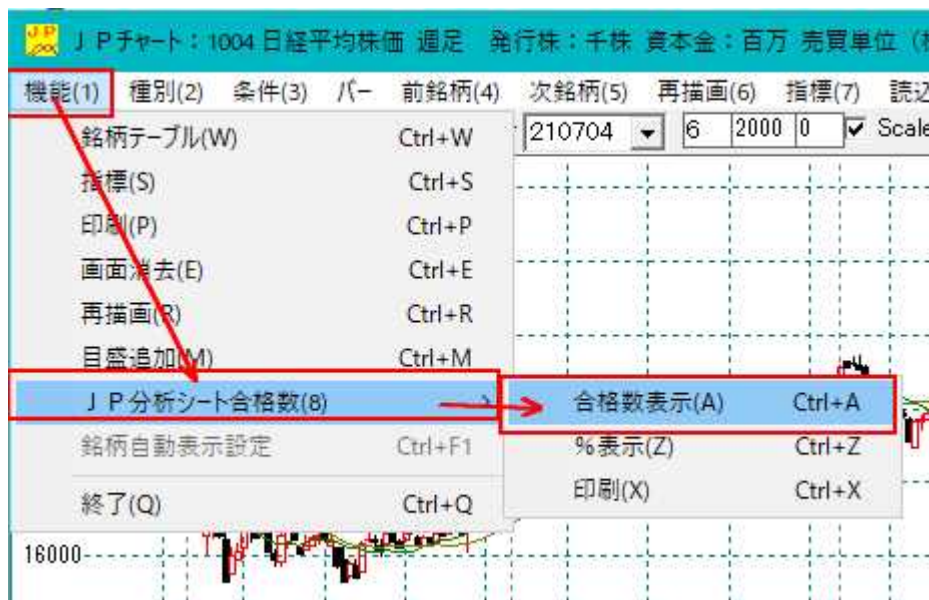 JPチャート：1004 日経平均株価 週足 発行株：千株 資本金：百万 売買単位（
機能(1) 種別(2) 条件(3) バー 前銘柄(4) 次銘柄(5) 再描画(6) 指標(7) 読込
210704 6 2000 0 Scale
銘柄テーブル(W) Ctrl+W
指標(S) Ctrl+S
印刷(P) Ctrl+P
画面消去(E) Ctrl+E
再描画(R) Ctrl+R
目盛追加(M) Ctrl+M
ＪＰ分析シート合格数(8) >
合格数表示(A) Ctrl+A
銘柄自動表示設定 Ctrl+F1
%表示(Z) Ctrl+Z
印刷(X) Ctrl+X
終了(Q) Ctrl+Q
16000